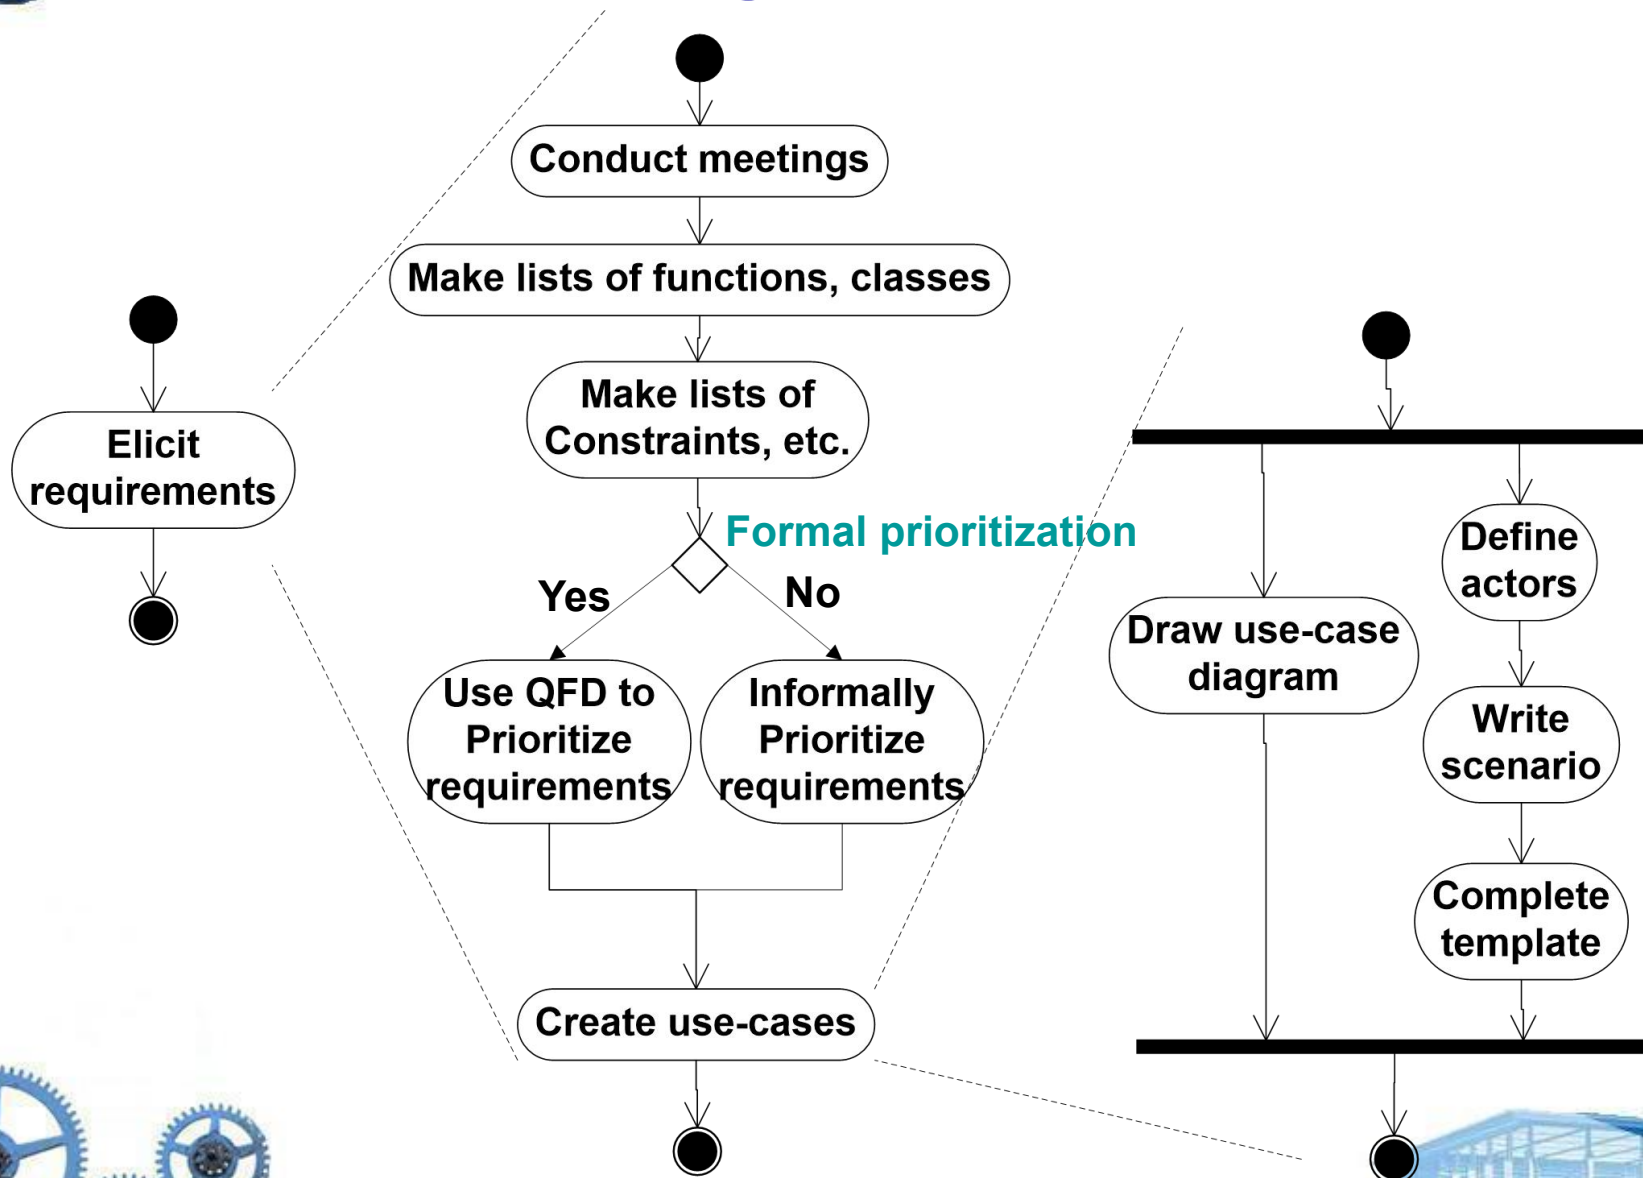 Conduct meetings
Make lists of functions, classes
Make lists of
Constraints, etc.
Elicit
requirements
Formal prioritization
Yes
No
Use QFD to
Prioritize
requirements
Informally
Prioritize
requirements
Create use-cases
Draw use-case
diagram
Define
actors
Write
scenario
Complete
template